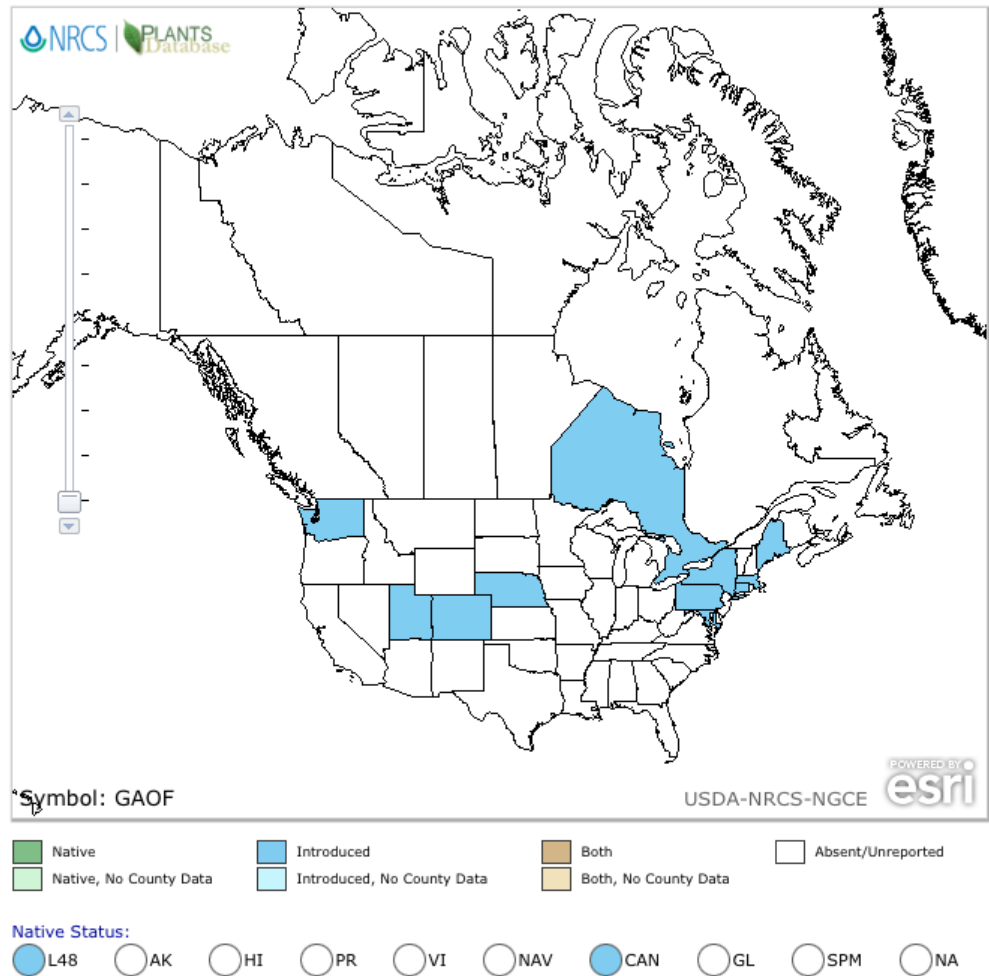 NRCS | PLANTS
Database
Symbol: GAOF
USDA-NRCS-NGCE
POWERED BY
esri
Native
Introduced
Both
Absent/Unreported
Native, No County Data
Introduced, No County Data
Both, No County Data
Native Status:
L48 AK HI PR VI NAV CAN GL SPM NA